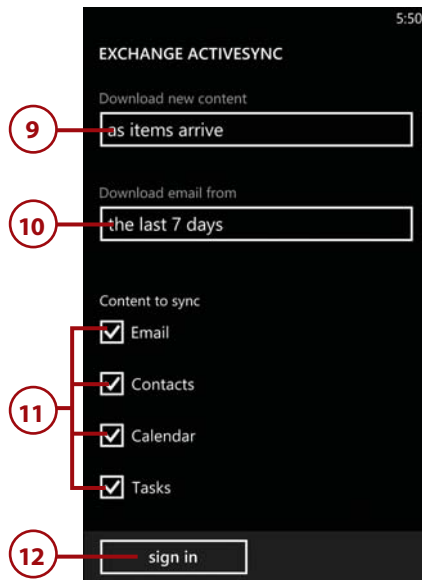 5:50
EXCHANGE ACTIVESYNC
Download new content
9
as items arrive
Download email from
10
the last 7 days
Content to sync
Email
Contacts
11
Calendar
Tasks
12
sign in